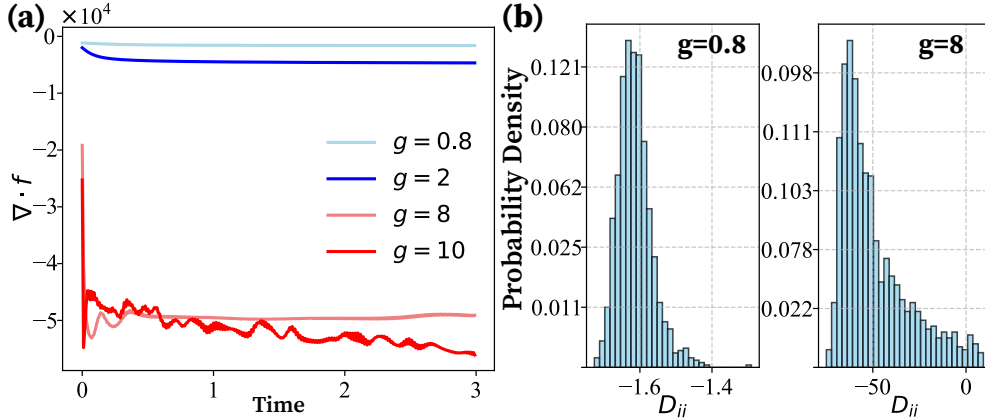 (a)
×10⁴
0
−1
−2
−3
−4
−5
∇ · f
g = 0.8
g = 2
g = 8
g = 10
0
1
2
3
Time
(b)
Probability Density
g=0.8
0.121
0.080
0.062
0.025
0.011
−1.6
−1.4
D_ii
g=8
0.098
0.111
0.103
0.078
0.022
−50
0
D_ii